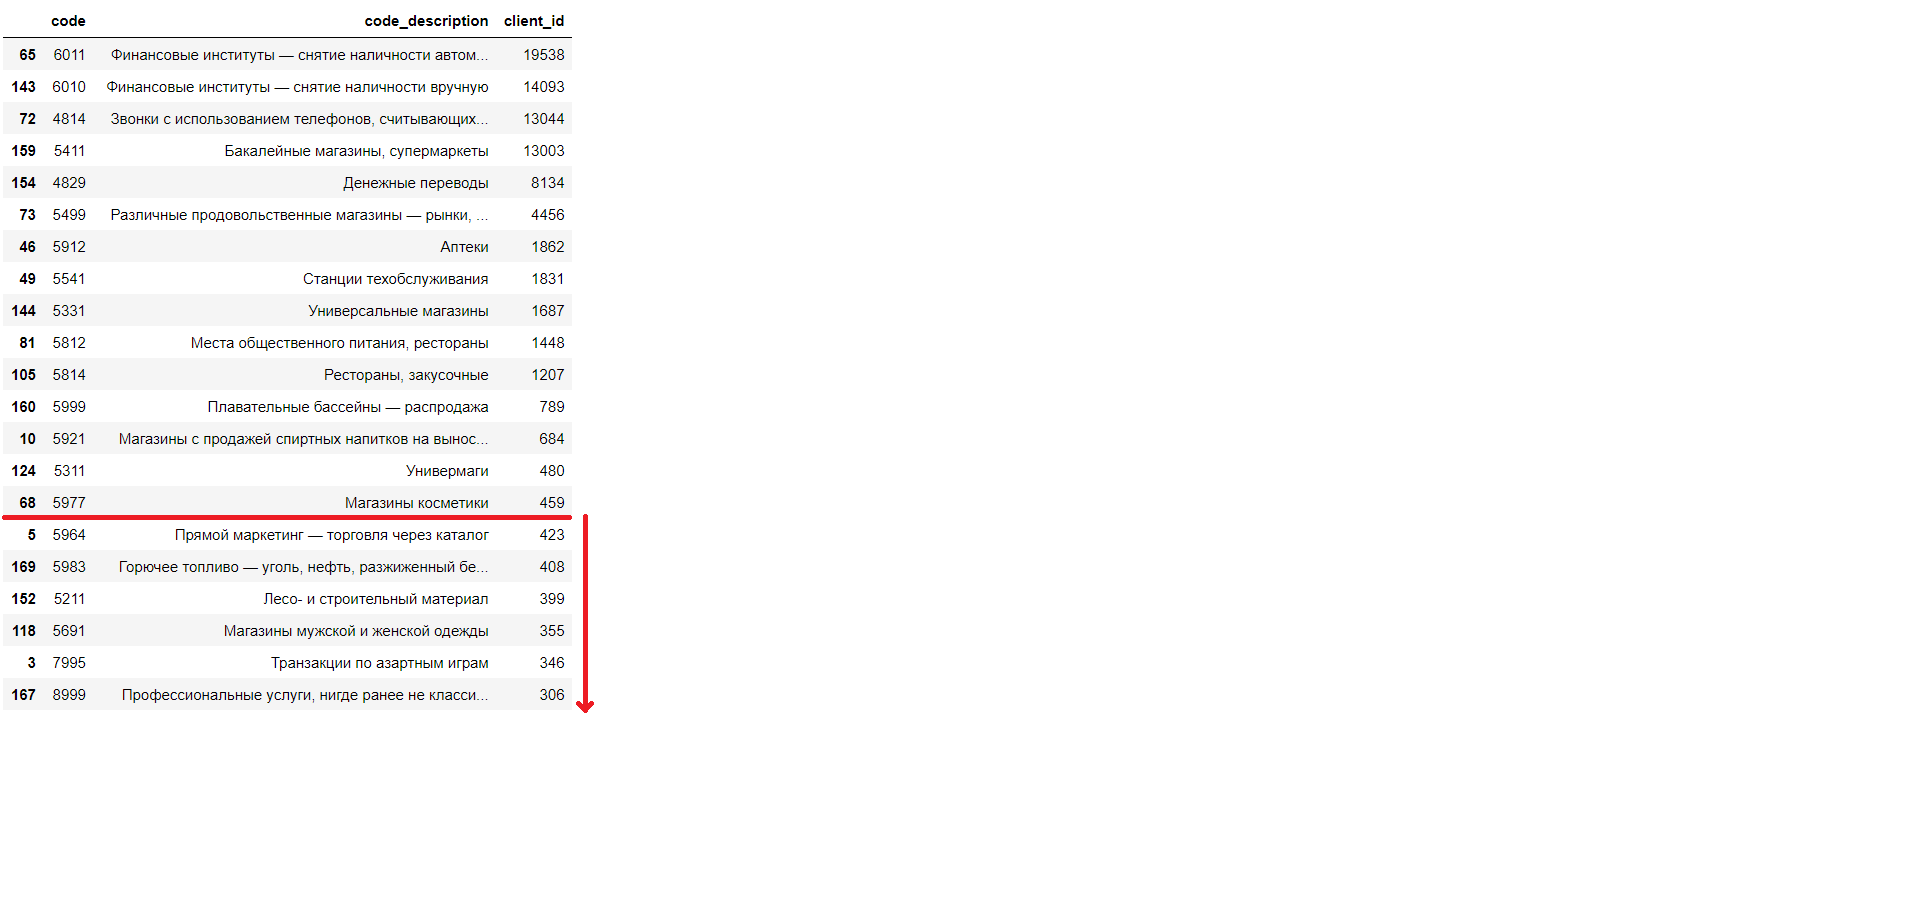 code code_description client_id
65 6011 Финансовые институты — снятие наличности автом... 19538
143 6010 Финансовые институты — снятие наличности вручную 14093
72 4814 Звонки с использованием телефонов, считывающих... 13044
159 5411 Бакалейные магазины, супермаркеты 13003
154 4829 Денежные переводы 8134
73 5499 Различные продовольственные магазины — рынки, ... 4456
46 5912 Аптеки 1862
49 5541 Станции техобслуживания 1831
144 5331 Универсальные магазины 1687
81 5812 Места общественного питания, рестораны 1448
105 5814 Рестораны, закусочные 1207
160 5999 Плавательные бассейны — распродажа 789
10 5921 Магазины с продажей спиртных напитков на вынос... 684
124 5311 Универмаги 480
68 5977 Магазины косметики 459
5 5964 Прямой маркетинг — торговля через каталог 423
169 5983 Горючее топливо — уголь, нефть, разжиженный бе... 408
152 5211 Лесо- и строительный материал 399
118 5691 Магазины мужской и женской одежды 355
3 7995 Транзакции по азартным играм 346
167 8999 Профессиональные услуги, нигде ранее не класси... 306